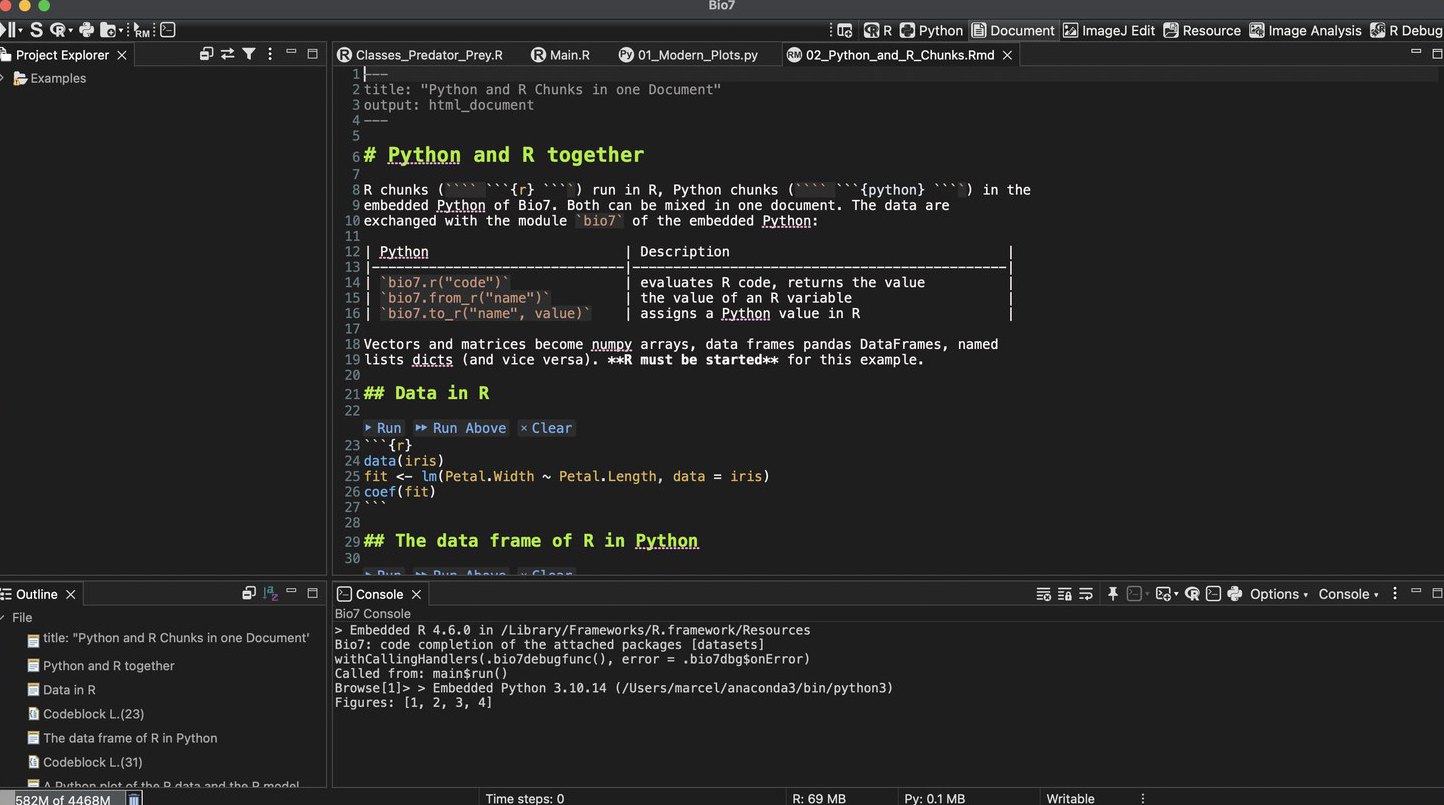 Bio7
S R RM
R Python Document ImageJ Edit Resource Image Analysis R Debug
Project Explorer
Examples
Classes_Predator_Prey.R Main.R 01_Modern_Plots.py 02_Python_and_R_Chunks.Rmd
1 ---
2 title: "Python and R Chunks in one Document"
3 output: html_document
4 ---
5
6 # Python and R together
7
8 R chunks (```` ```{r} ````) run in R, Python chunks (```` ```{python} ````) in the
9 embedded Python of Bio7. Both can be mixed in one document. The data are
10 exchanged with the module `bio7` of the embedded Python:
11
12 | Python | Description |
13 |-------------------------------|----------------------------------------------|
14 | `bio7.r("code")` | evaluates R code, returns the value |
15 | `bio7.from_r("name")` | the value of an R variable |
16 | `bio7.to_r("name", value)` | assigns a Python value in R |
17
18 Vectors and matrices become numpy arrays, data frames pandas DataFrames, named
19 lists dicts (and vice versa). **R must be started** for this example.
20
21 ## Data in R
22
Run Run Above Clear
23 ```{r}
24 data(iris)
25 fit <- lm(Petal.Width ~ Petal.Length, data = iris)
26 coef(fit)
27 ```
28
29 ## The data frame of R in Python
30
Run Run Above Clear
Outline
File
title: "Python and R Chunks in one Document"
Python and R together
Data in R
Codeblock L.(23)
The data frame of R in Python
Codeblock L.(31)
A Python plot of the R data and the R model
Console
Options Console
Bio7 Console
> Embedded R 4.6.0 in /Library/Frameworks/R.framework/Resources
Bio7: code completion of the attached packages [datasets]
withCallingHandlers(.bio7debugfunc(), error = .bio7dbg$onError)
Called from: main$run()
Browse[1]> > Embedded Python 3.10.14 (/Users/marcel/anaconda3/bin/python3)
Figures: [1, 2, 3, 4]
582M of 4468M
Time steps: 0
R: 69 MB
Py: 0.1 MB
Writable